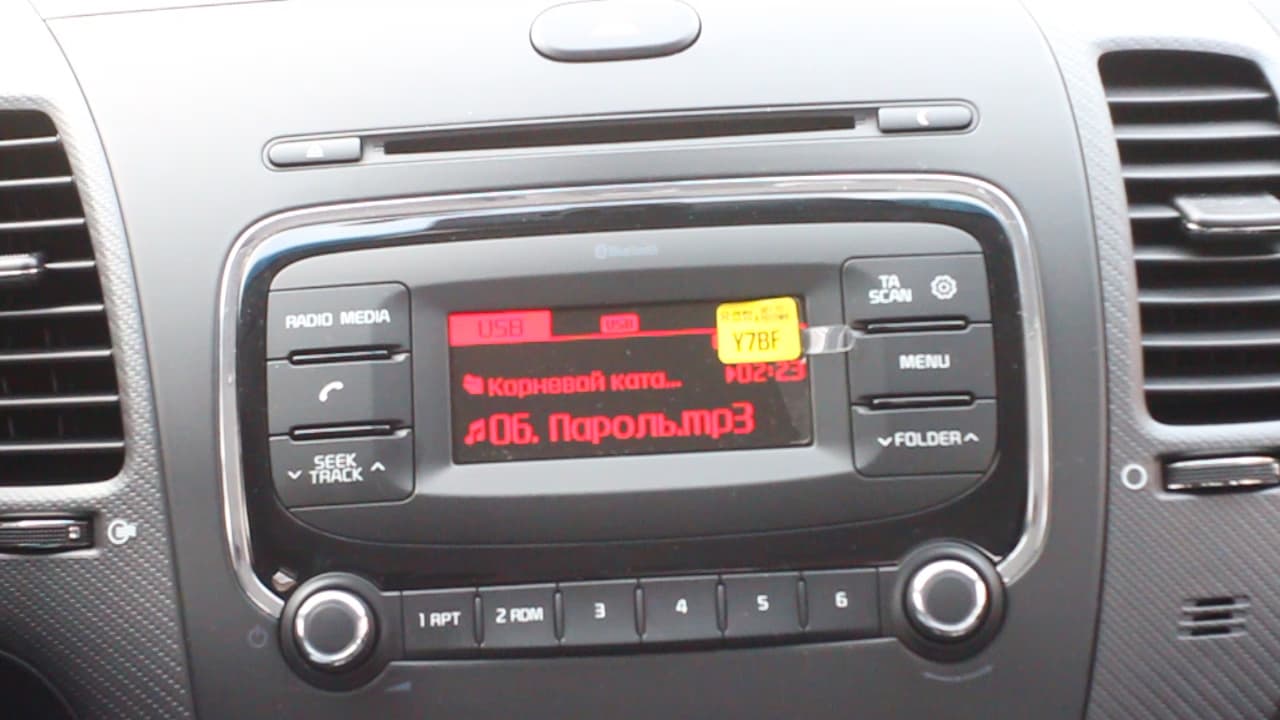 Bluetooth
RADIO MEDIA
SEEK
TRACK
USB
USB
Y7BF
Корневой ката...
02:23
06. Пароль.mp3
TA
SCAN
MENU
FOLDER
1 RPT
2 RDM
3
4
5
6